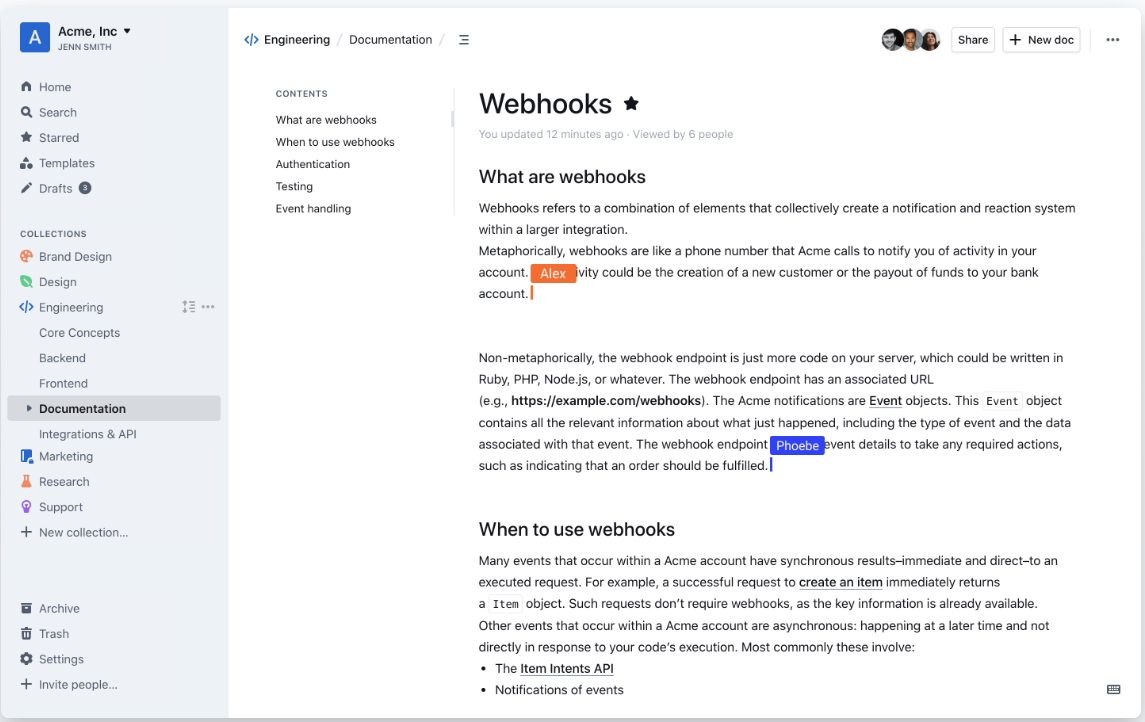 A
Acme, Inc
JENN SMITH
Home
Search
Starred
Templates
Drafts 3
COLLECTIONS
Brand Design
Design
Engineering
Core Concepts
Backend
Frontend
Documentation
Integrations & API
Marketing
Research
Support
New collection...
Archive
Trash
Settings
Invite people...
Engineering / Documentation /
Share
New doc
CONTENTS
What are webhooks
When to use webhooks
Authentication
Testing
Event handling
Webhooks
You updated 12 minutes ago · Viewed by 6 people
What are webhooks
Webhooks refers to a combination of elements that collectively create a notification and reaction system
within a larger integration.
Metaphorically, webhooks are like a phone number that Acme calls to notify you of activity in your
account. Alex ivity could be the creation of a new customer or the payout of funds to your bank
account.
Non-metaphorically, the webhook endpoint is just more code on your server, which could be written in
Ruby, PHP, Node.js, or whatever. The webhook endpoint has an associated URL
(e.g., https://example.com/webhooks). The Acme notifications are Event objects. This Event object
contains all the relevant information about what just happened, including the type of event and the data
associated with that event. The webhook endpoint Phoebe event details to take any required actions,
such as indicating that an order should be fulfilled.
When to use webhooks
Many events that occur within a Acme account have synchronous results–immediate and direct–to an
executed request. For example, a successful request to create an item immediately returns
a Item object. Such requests don’t require webhooks, as the key information is already available.
Other events that occur within a Acme account are asynchronous: happening at a later time and not
directly in response to your code’s execution. Most commonly these involve:
• The Item Intents API
• Notifications of events